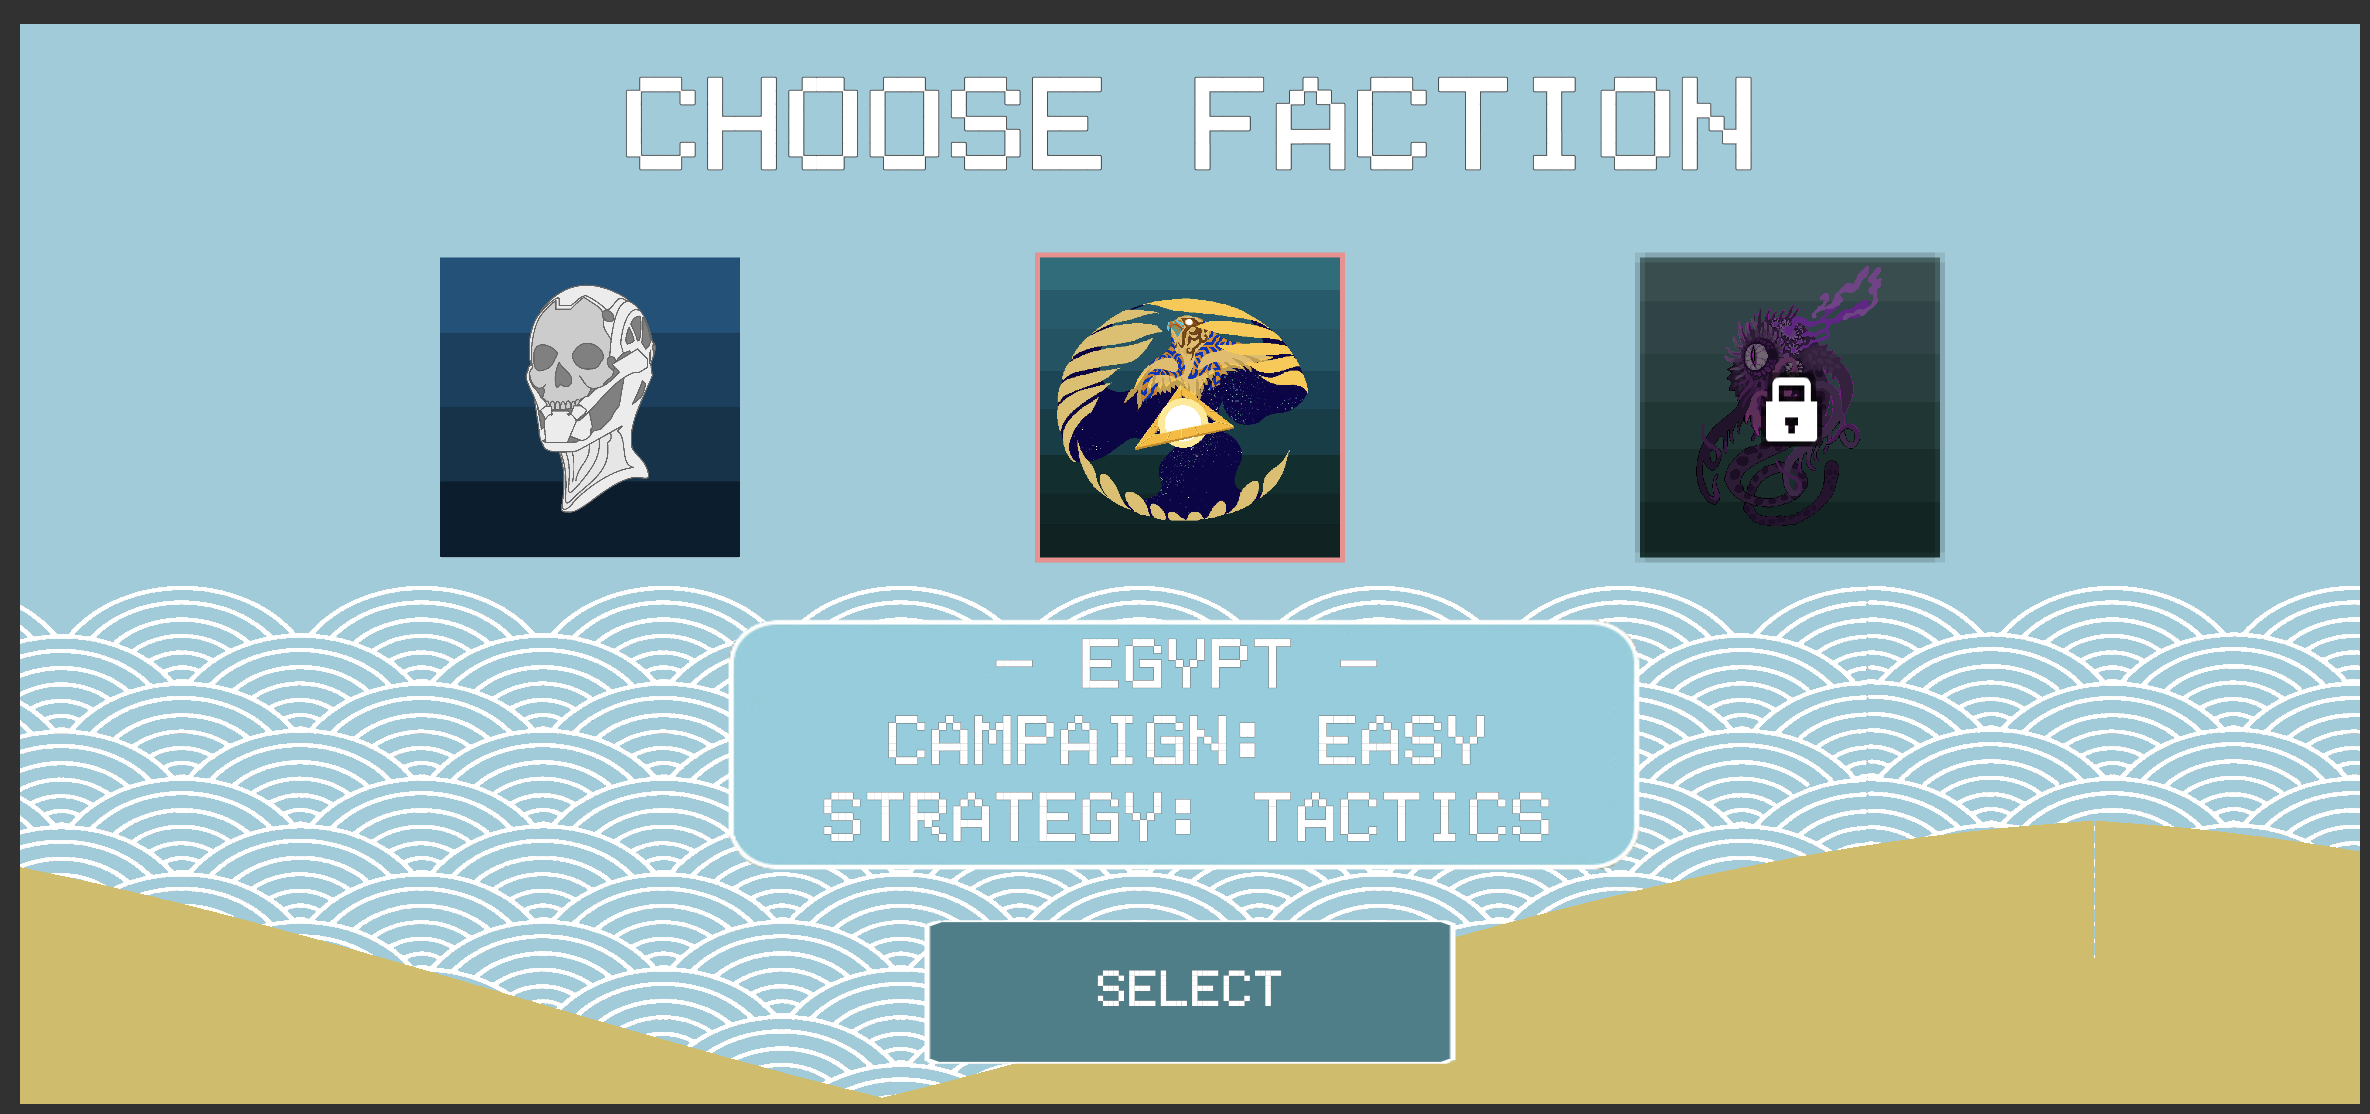 CHOOSE FACTION
- EGYPT -
CAMPAIGN: EASY
STRATEGY: TACTICS
SELECT